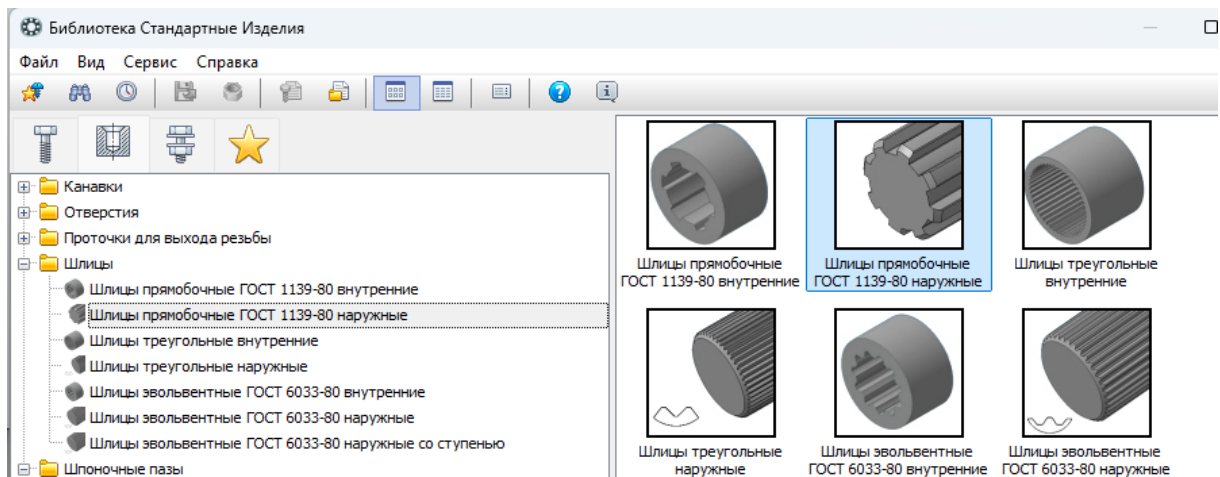 Библиотека Стандартные Изделия
Файл Вид Сервис Справка
Канавки
Отверстия
Проточки для выхода резьбы
Шлицы
Шлицы прямобочные ГОСТ 1139-80 внутренние
Шлицы прямобочные ГОСТ 1139-80 наружные
Шлицы треугольные внутренние
Шлицы треугольные наружные
Шлицы эвольвентные ГОСТ 6033-80 внутренние
Шлицы эвольвентные ГОСТ 6033-80 наружные
Шлицы эвольвентные ГОСТ 6033-80 наружные со ступенью
Шпоночные пазы
Шлицы прямобочные
ГОСТ 1139-80 внутренние
Шлицы прямобочные
ГОСТ 1139-80 наружные
Шлицы треугольные
внутренние
Шлицы треугольные
наружные
Шлицы эвольвентные
ГОСТ 6033-80 внутренние
Шлицы эвольвентные
ГОСТ 6033-80 наружные